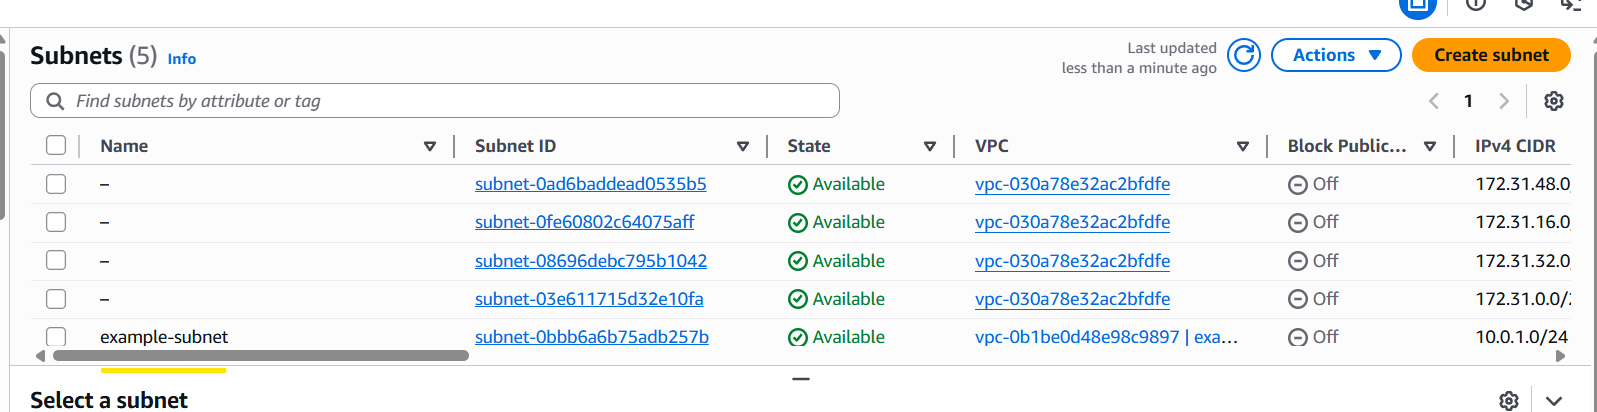 Subnets (5) Info
Last updated
less than a minute ago
Actions
Create subnet
Find subnets by attribute or tag
1
Name Subnet ID State VPC Block Public... IPv4 CIDR
– subnet-0ad6baddead0535b5 Available vpc-030a78e32ac2bfdfe Off 172.31.48.0/
– subnet-0fe60802c64075aff Available vpc-030a78e32ac2bfdfe Off 172.31.16.0
– subnet-08696debc795b1042 Available vpc-030a78e32ac2bfdfe Off 172.31.32.0/
– subnet-03e611715d32e10fa Available vpc-030a78e32ac2bfdfe Off 172.31.0.0/
example-subnet subnet-0bbb6a6b75adb257b Available vpc-0b1be0d48e98c9897 | exa... Off 10.0.1.0/24
Select a subnet